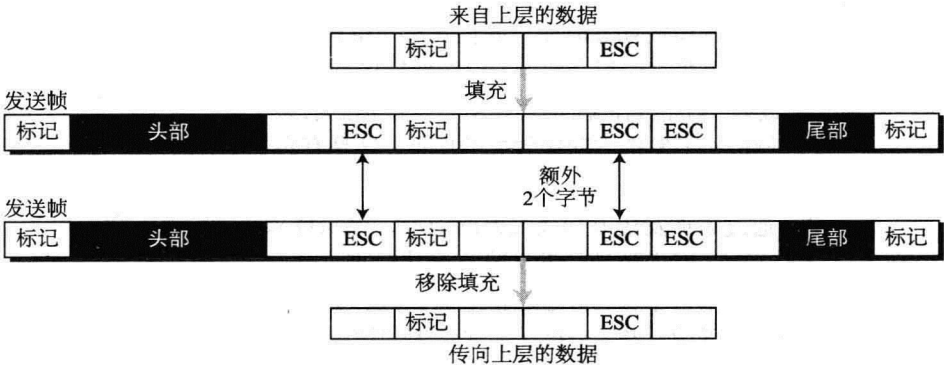 来自上层的数据
标记 ESC
填充
发送帧
标记 头部 ESC 标记 ESC ESC 尾部 标记
额外
2个字节
发送帧
标记 头部 ESC 标记 ESC ESC 尾部 标记
移除填充
标记 ESC
传向上层的数据